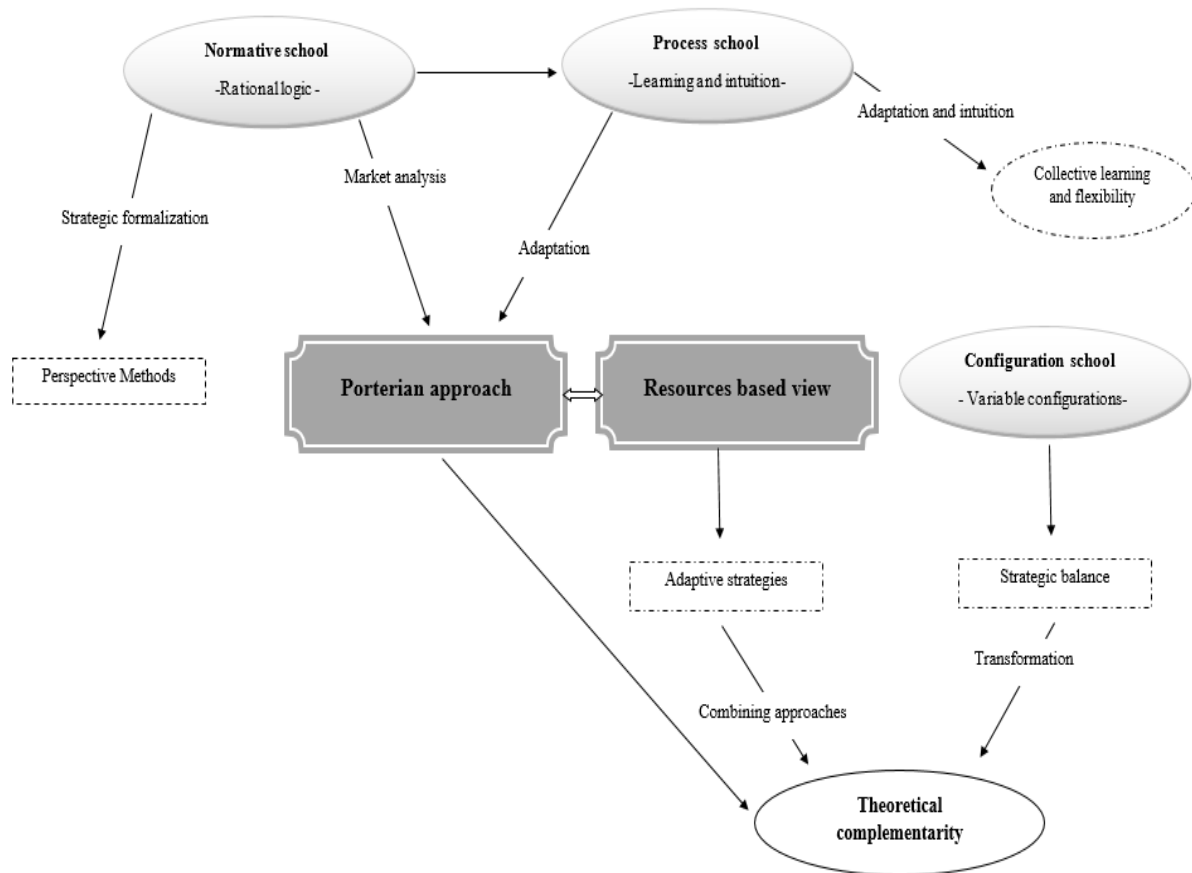 Normative school
-Rational logic -
Process school
-Learning and intuition-
Adaptation and intuition
Collective learning
and flexibility
Market analysis
Strategic formalization
Adaptation
Perspective Methods
Porterian approach
Resources based view
Configuration school
- Variable configurations-
Adaptive strategies
Strategic balance
Transformation
Combining approaches
Theoretical
complementarity